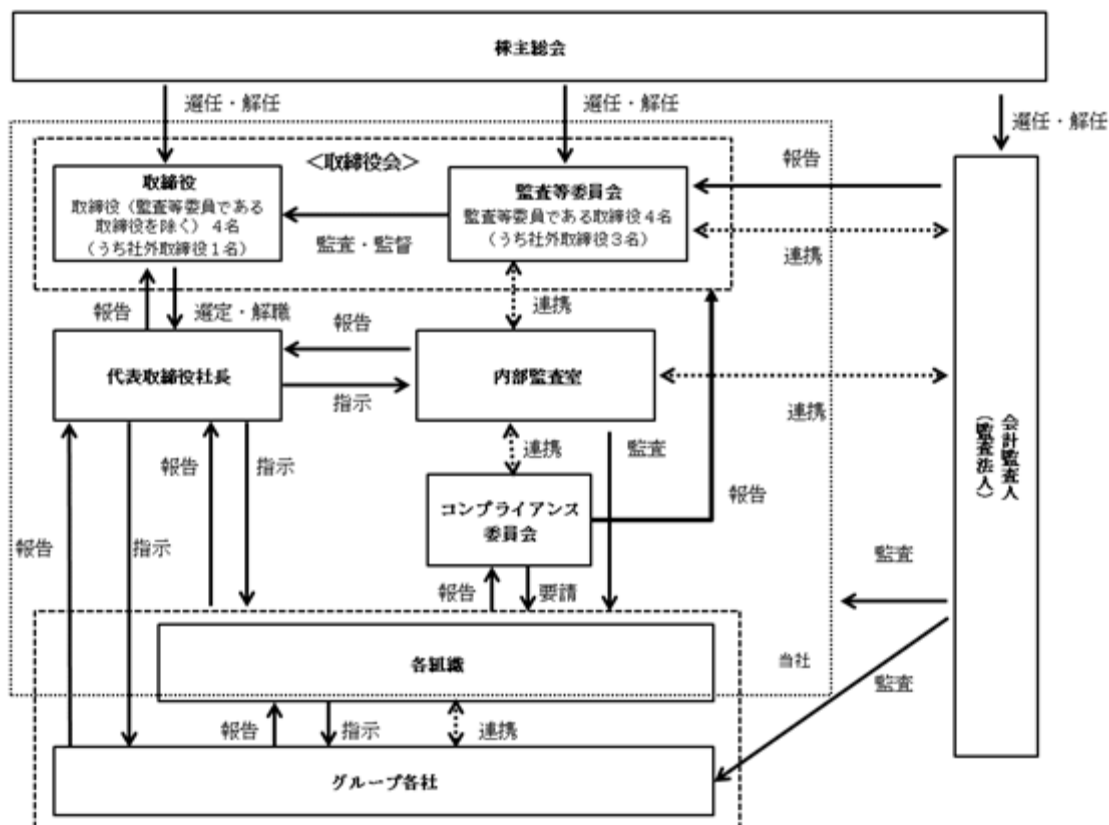 株主総会
選任・解任
選任・解任
選任・解任
<取締役会>
報告
取締役
取締役（監査等委員である
取締役を除く） 4名
（うち社外取締役1名）
監査・監督
監査等委員会
監査等委員である取締役4名
（うち社外取締役3名）
連携
報告
選定・解職
連携
報告
代表取締役社長
指示
内部監査室
連携
会計監査人
（監査法人）
報告
指示
連携
監査
報告
コンプライアンス
委員会
報告
指示
報告
要請
監査
各組織
当社
監査
報告
指示
連携
グループ各社